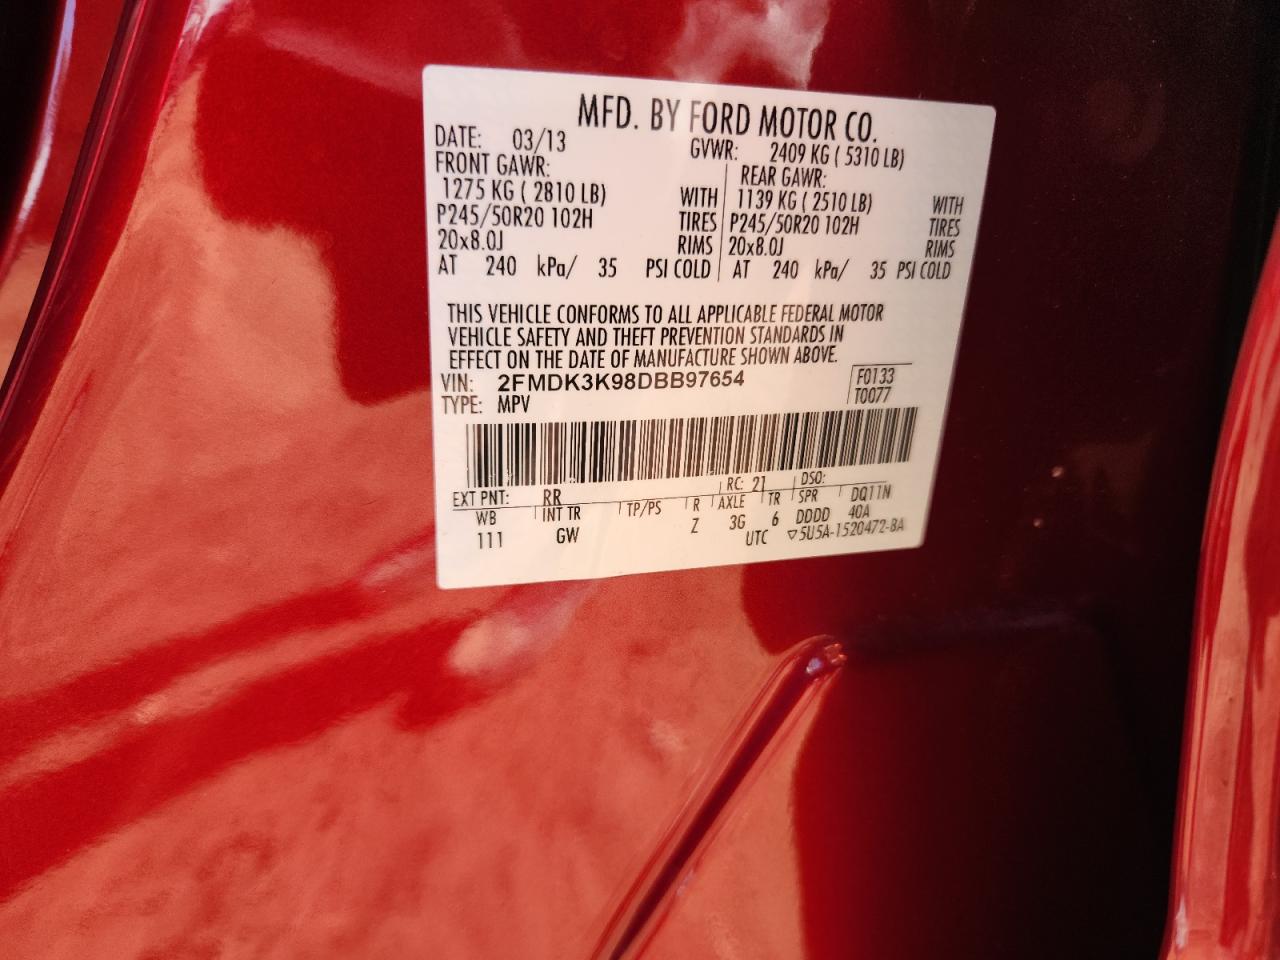 MFD. BY FORD MOTOR CO.
DATE: 03/13 GVWR: 2409 KG ( 5310 LB)
FRONT GAWR: REAR GAWR:
1275 KG ( 2810 LB) WITH 1139 KG ( 2510 LB) WITH
P245/50R20 102H TIRES P245/50R20 102H TIRES
20x8.0J RIMS 20x8.0J RIMS
AT 240 kPa/ 35 PSI COLD AT 240 kPa/ 35 PSI COLD
THIS VEHICLE CONFORMS TO ALL APPLICABLE FEDERAL MOTOR
VEHICLE SAFETY AND THEFT PREVENTION STANDARDS IN
EFFECT ON THE DATE OF MANUFACTURE SHOWN ABOVE.
VIN: 2FMDK3K98DBB97654 F0133
TYPE: MPV T0077
EXT PNT: RR RC: 21 DSO:
WB INT TR TP/PS R AXLE TR SPR DQ11N
111 GW Z 3G 6 DDDD 40A
UTC ▽5U5A-1520472-BA